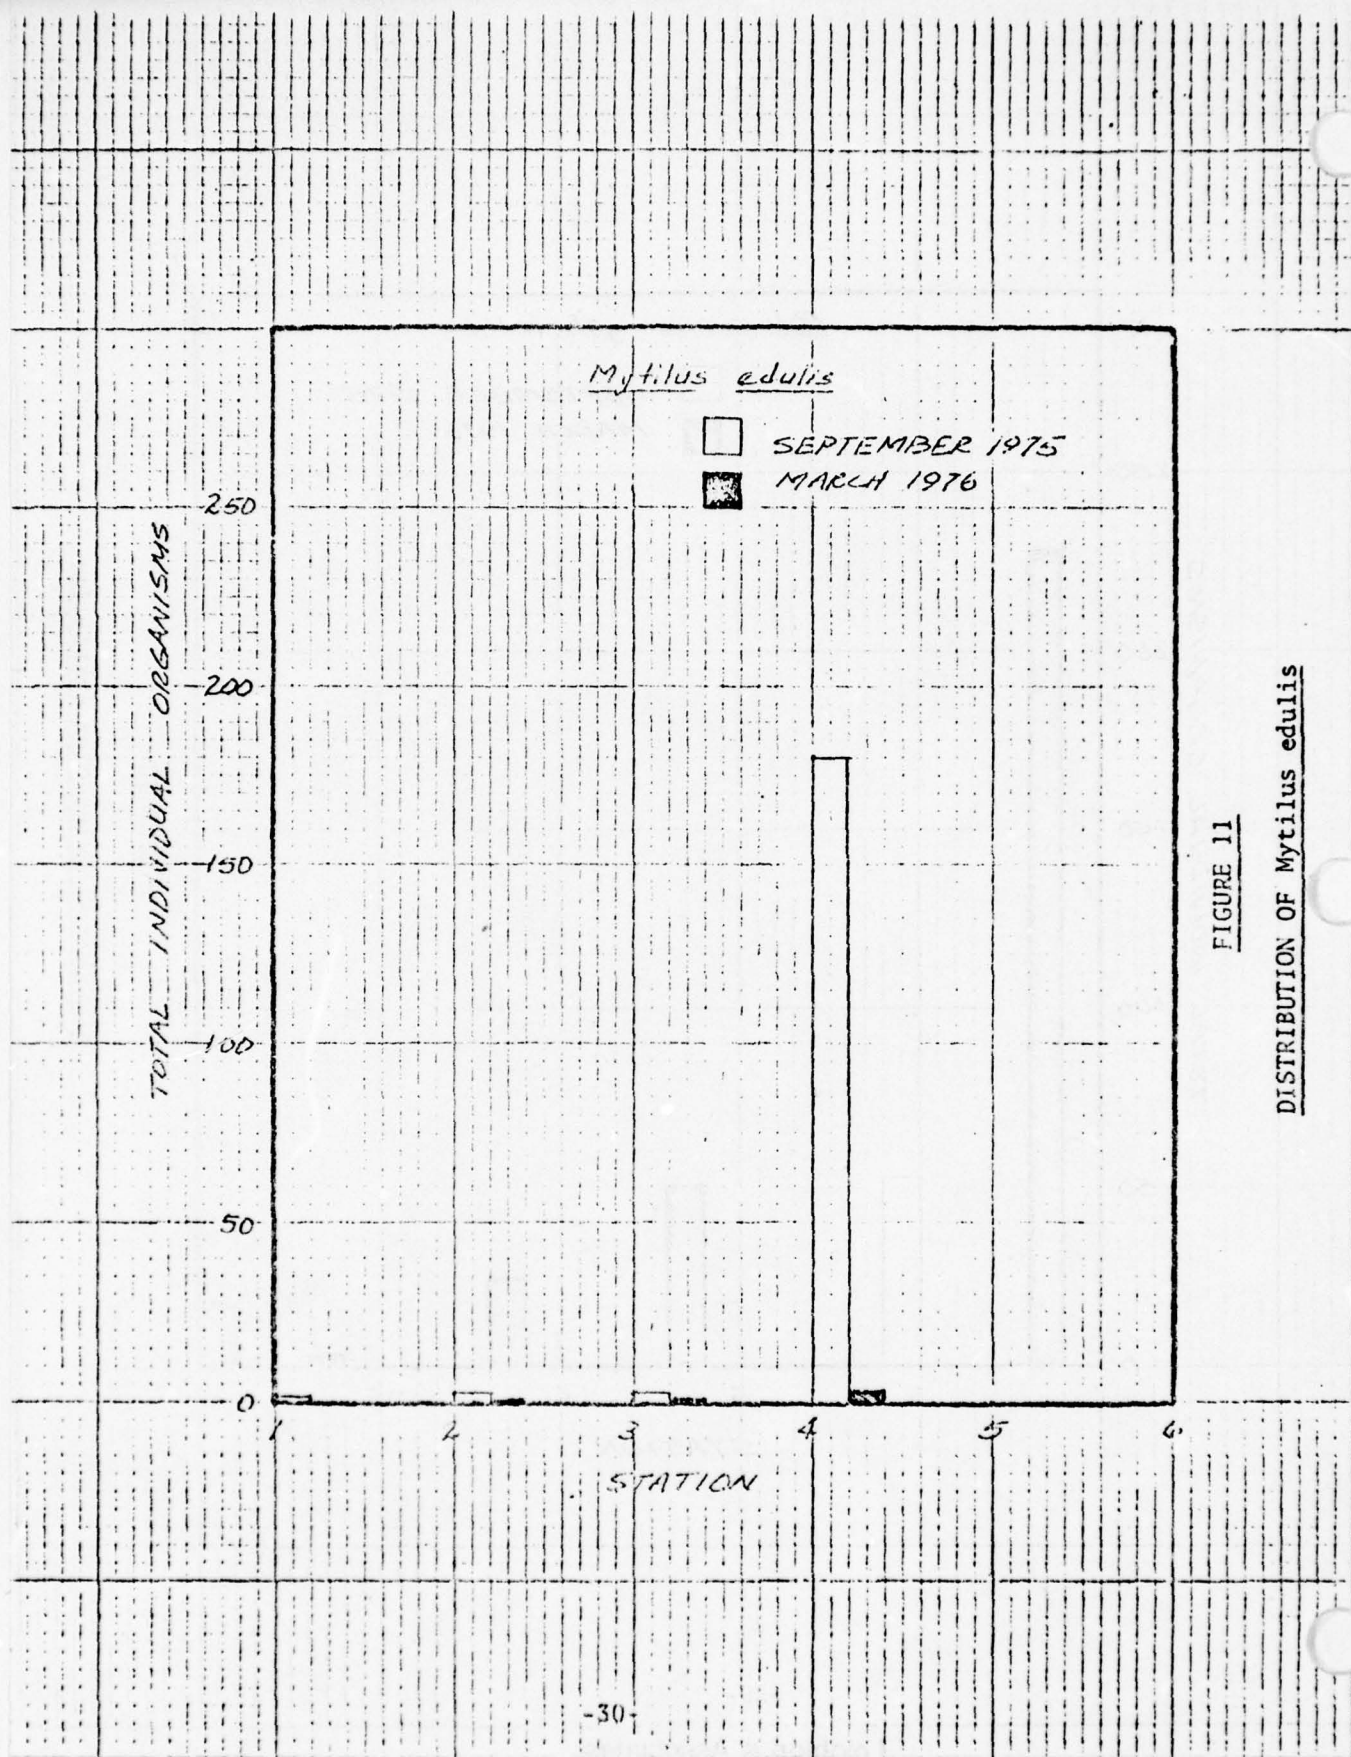 Mytilus edulis
SEPTEMBER 1975
MARCH 1976
TOTAL INDIVIDUAL ORGANISMS
250
200
150
100
50
0
1 2 3 4 5 6
STATION
FIGURE 11
DISTRIBUTION OF Mytilus edulis
-30-